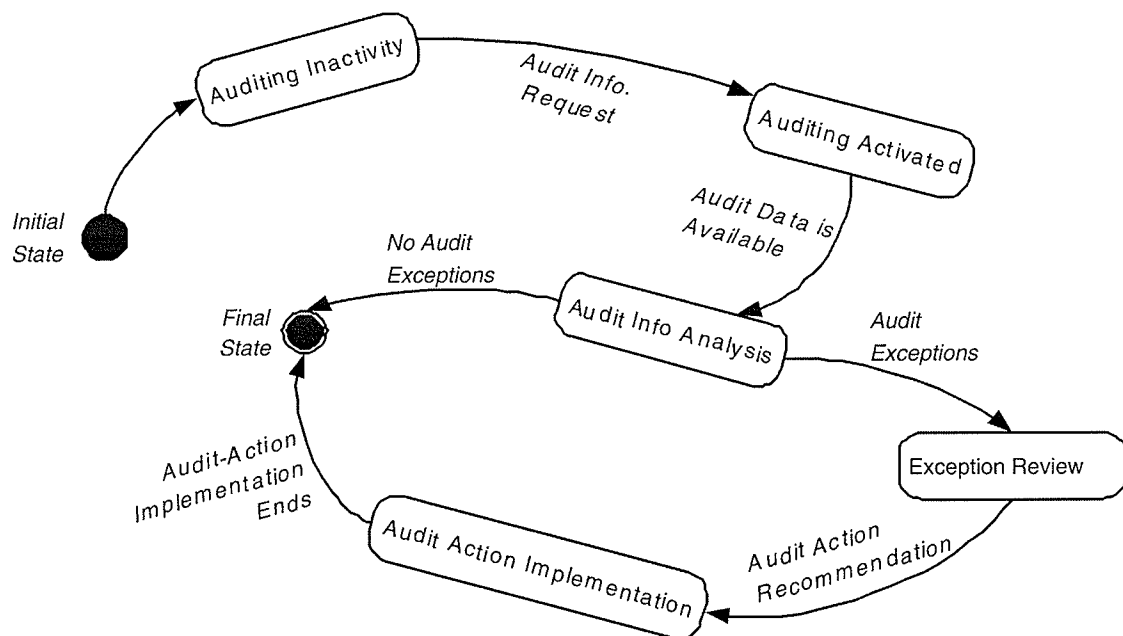 Auditing Inactivity
Audit Info.
Request
Auditing Activated
Initial
State
Audit Data is
Available
No Audit
Exceptions
Final
State
Audit Info Analysis
Audit
Exceptions
Exception Review
Audit-Action
Implementation
Ends
Audit Action Implementation
Audit Action
Recommendation